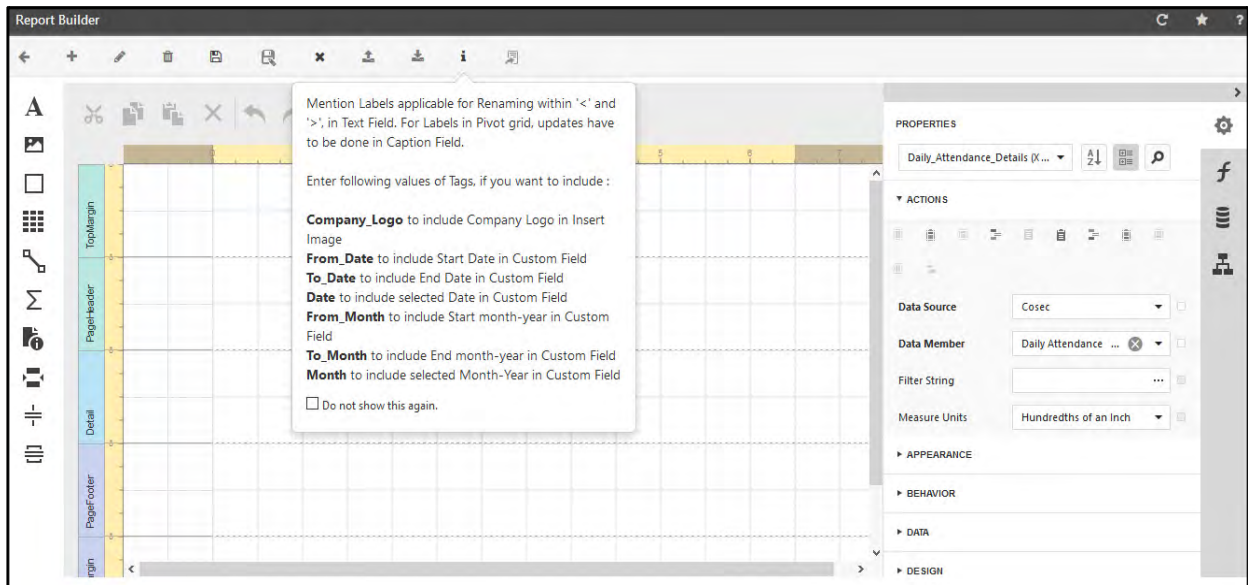 Report Builder
?
i
Mention Labels applicable for Renaming within '<' and
'>', in Text Field. For Labels in Pivot grid, updates have
to be done in Caption Field.
Enter following values of Tags, if you want to include :
Company_Logo to include Company Logo in Insert
Image
From_Date to include Start Date in Custom Field
To_Date to include End Date in Custom Field
Date to include selected Date in Custom Field
From_Month to include Start month-year in Custom
Field
To_Month to include End month-year in Custom Field
Month to include selected Month-Year in Custom Field
Do not show this again.
A
5
6
7
TopMargin
PageHeader
Detail
PageFooter
PROPERTIES
Daily_Attendance_Details (X ...
ACTIONS
Data Source
Cosec
Data Member
Daily Attendance ...
Filter String
...
Measure Units
Hundredths of an Inch
APPEARANCE
BEHAVIOR
DATA
DESIGN